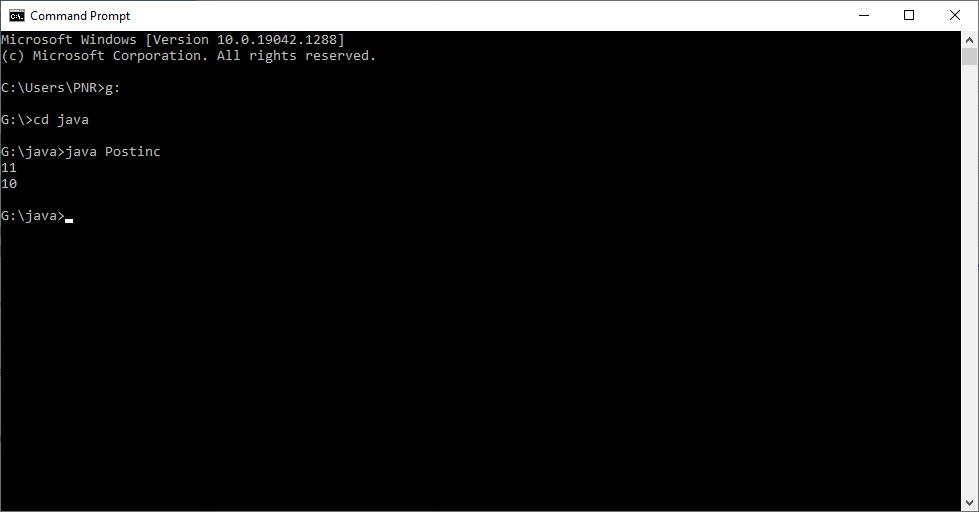 Command Prompt
Microsoft Windows [Version 10.0.19042.1288]
(c) Microsoft Corporation. All rights reserved.
C:\Users\PNR>g:
G:\>cd java
G:\java>java Postinc
11
10
G:\java>